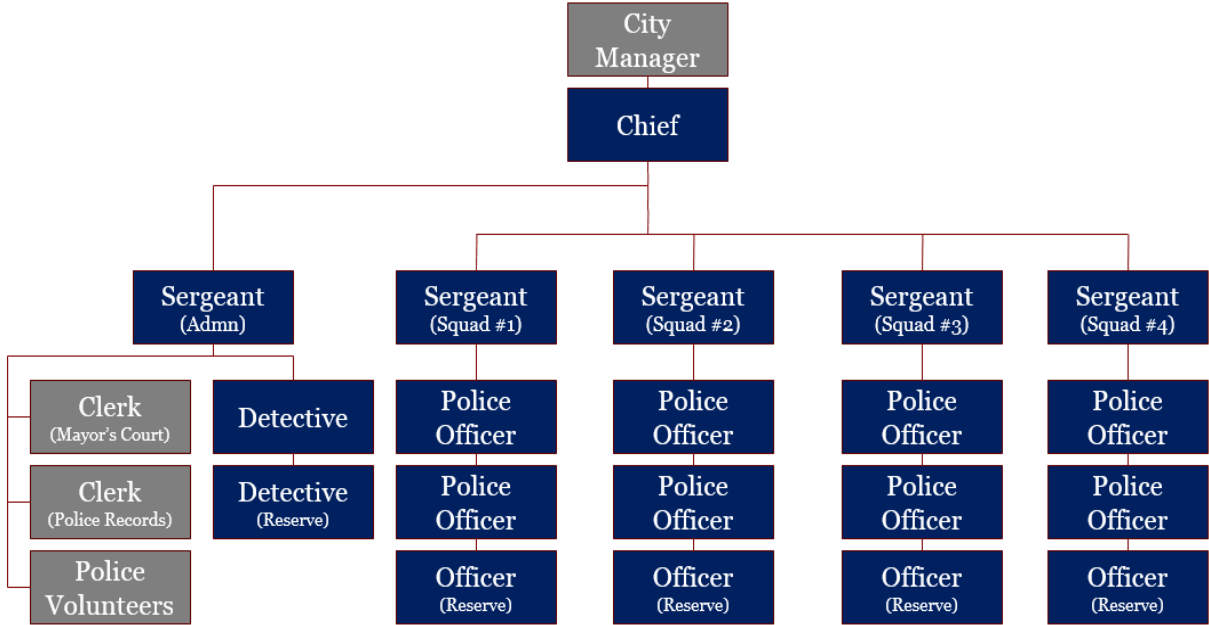 City
Manager
Chief
Sergeant
(Admn)
Sergeant
(Squad #1)
Sergeant
(Squad #2)
Sergeant
(Squad #3)
Sergeant
(Squad #4)
Clerk
(Mayor's Court)
Detective
Police
Officer
Police
Officer
Police
Officer
Police
Officer
Clerk
(Police Records)
Detective
(Reserve)
Police
Officer
Police
Officer
Police
Officer
Police
Officer
Police
Volunteers
Officer
(Reserve)
Officer
(Reserve)
Officer
(Reserve)
Officer
(Reserve)